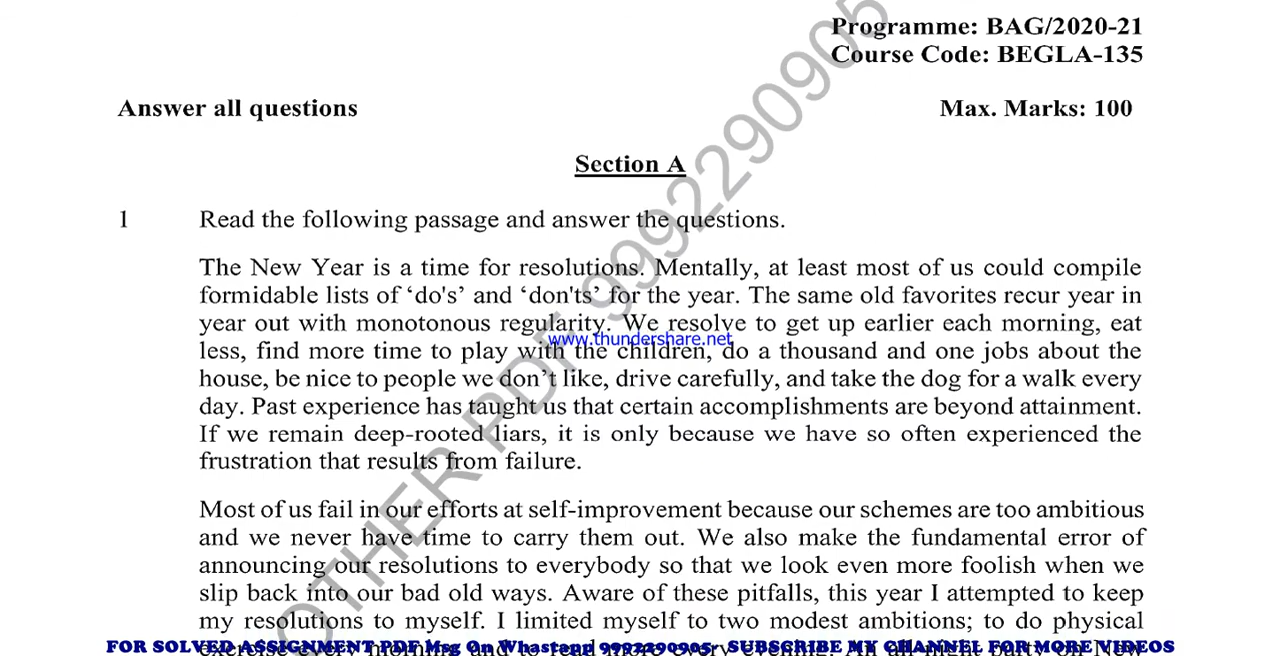 Programme: BAG/2020-21
Course Code: BEGLA-135
Answer all questions Max. Marks: 100
Section A
1 Read the following passage and answer the questions.
The New Year is a time for resolutions. Mentally, at least most of us could compile
formidable lists of ‘do's’ and ‘don'ts’ for the year. The same old favorites recur year in
year out with monotonous regularity. We resolve to get up earlier each morning, eat
www.thundershare.net
less, find more time to play with the children, do a thousand and one jobs about the
house, be nice to people we don’t like, drive carefully, and take the dog for a walk every
day. Past experience has taught us that certain accomplishments are beyond attainment.
If we remain deep-rooted liars, it is only because we have so often experienced the
frustration that results from failure.
Most of us fail in our efforts at self-improvement because our schemes are too ambitious
and we never have time to carry them out. We also make the fundamental error of
announcing our resolutions to everybody so that we look even more foolish when we
slip back into our bad old ways. Aware of these pitfalls, this year I attempted to keep
my resolutions to myself. I limited myself to two modest ambitions; to do physical
FOR SOLVED ASSIGNMENT PDF Msg On Whastapp 9992290905, SUBSCRIBE MY CHANNEL FOR MORE VIDEOS
OTHER PDF 9992290905